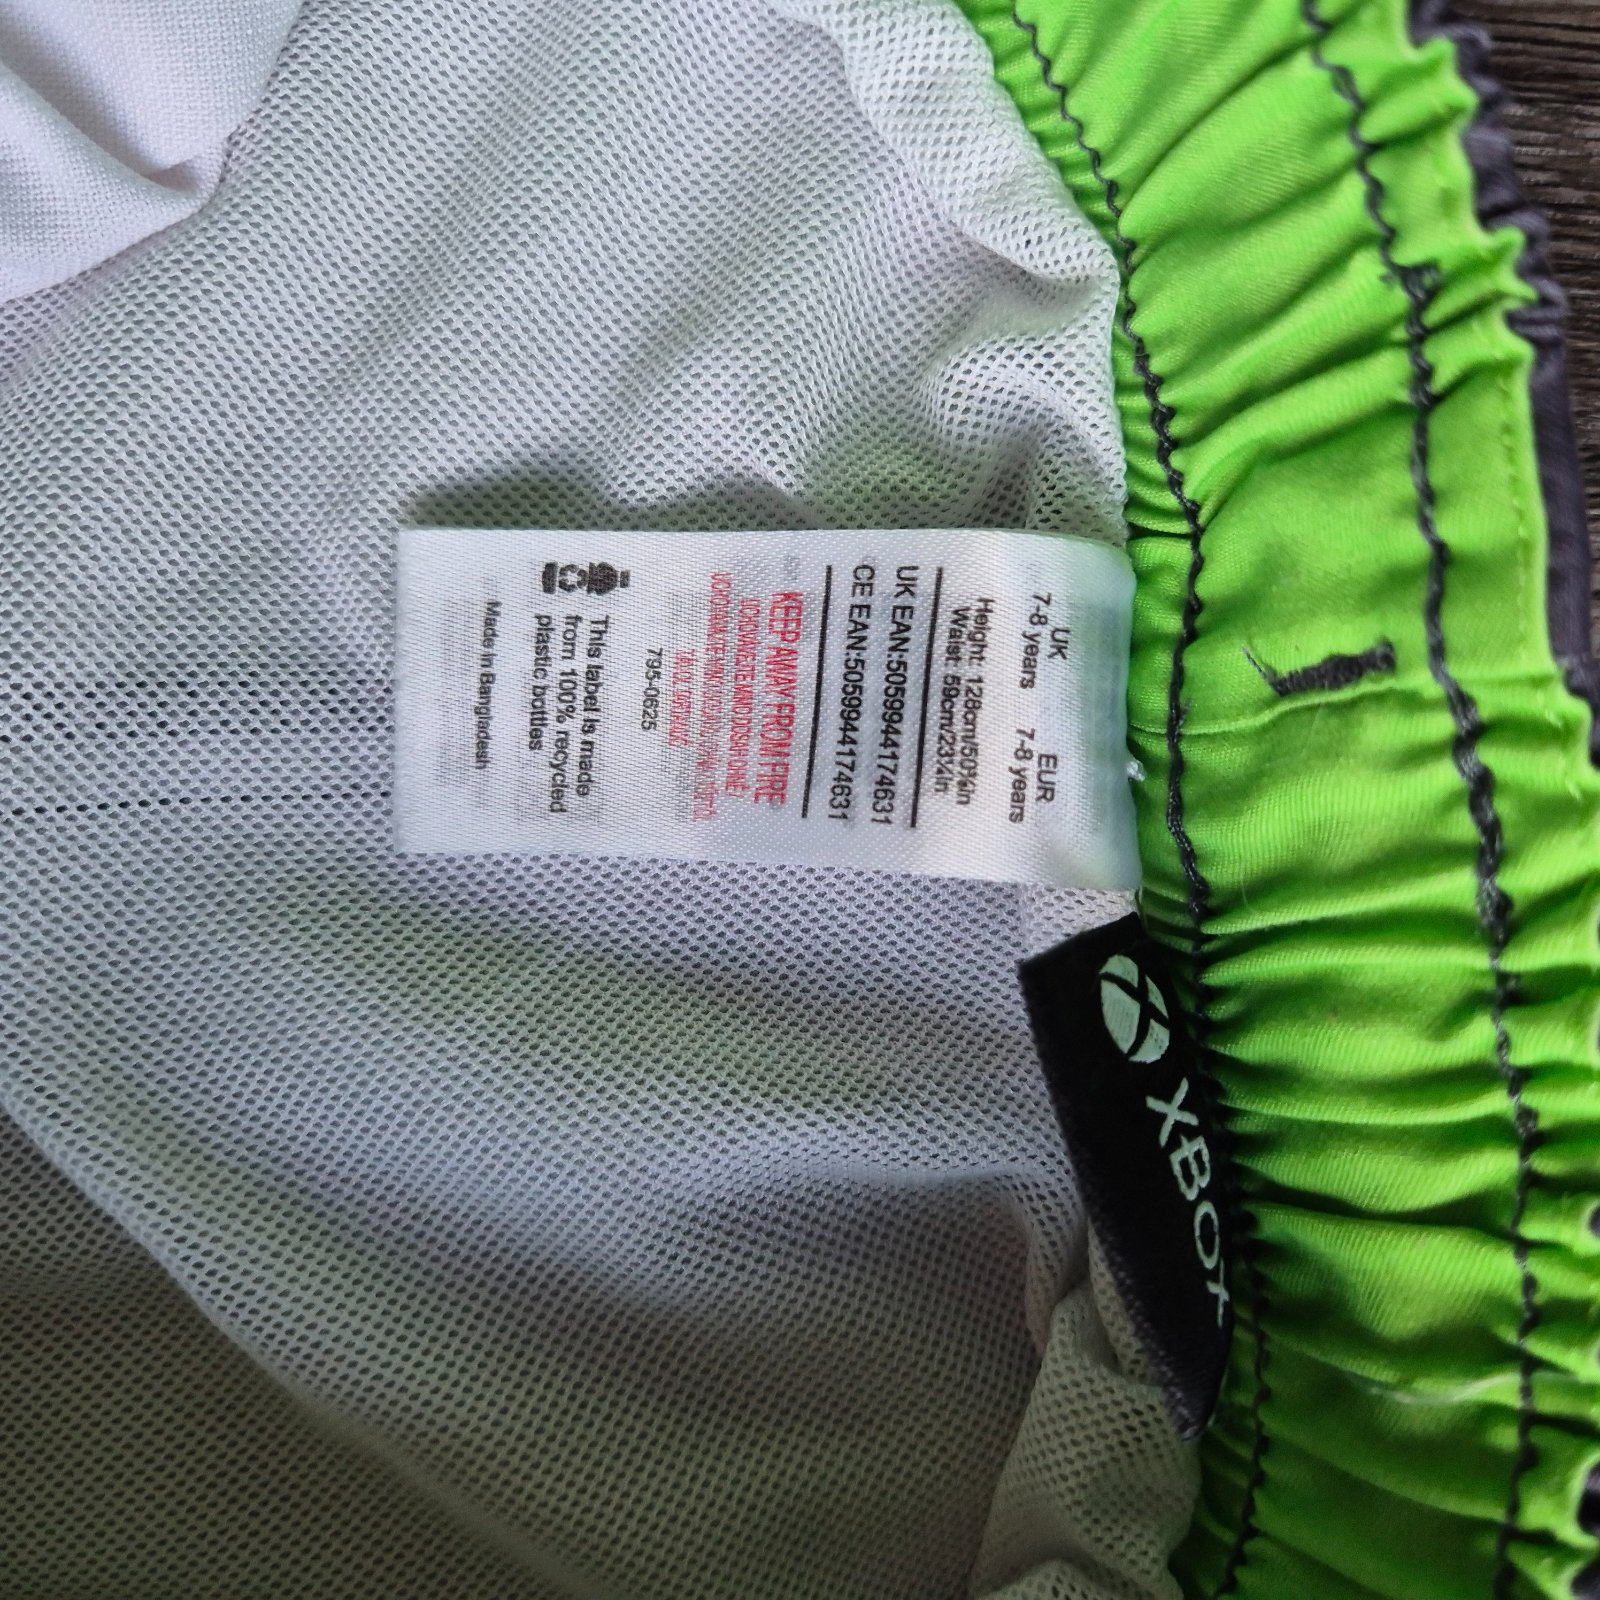 UK EUR
7-8 years 7-8 years
Height 128cm/50⅜in
Waist 59cm/23¼in
UK EAN:5059944174631
CE EAN:5059944174631
KEEP AWAY FROM FIRE
795-0625
This label is made
from 100% recycled
plastic bottles
Made in Bangladesh
XBOX